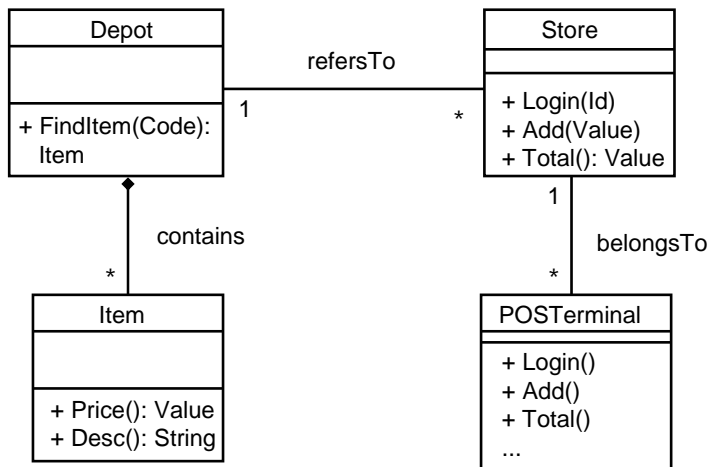 Depot
+ FindItem(Code):
Item
refersTo
1
*
Store
+ Login(Id)
+ Add(Value)
+ Total(): Value
contains
*
Item
+ Price(): Value
+ Desc(): String
1
belongsTo
*
POSTerminal
+ Login()
+ Add()
+ Total()
...